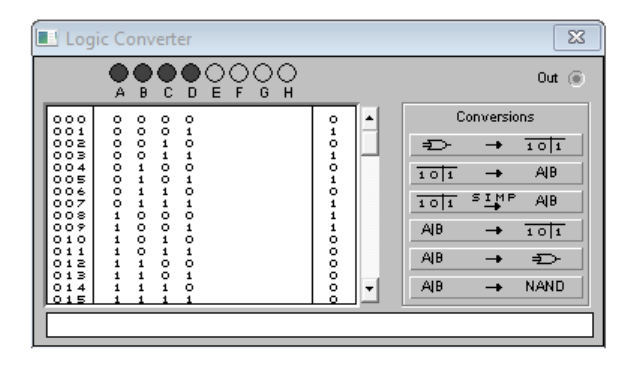 Logic Converter
Out
A B C D E F G H
000 0 0 0 0 0
001 0 0 0 1 1
002 0 0 1 0 0
003 0 0 1 1 1
004 0 1 0 0 0
005 0 1 0 1 1
006 0 1 1 0 0
007 0 1 1 1 1
008 1 0 0 0 1
009 1 0 0 1 1
010 1 0 1 0 0
011 1 0 1 1 0
012 1 1 0 0 0
013 1 1 0 1 0
014 1 1 1 0 0
015 1 1 1 1 0
Conversions
→ 1 0|1
1 0|1 → A|B
1 0|1 SIMP → A|B
A|B → 1 0|1
A|B →
A|B → NAND